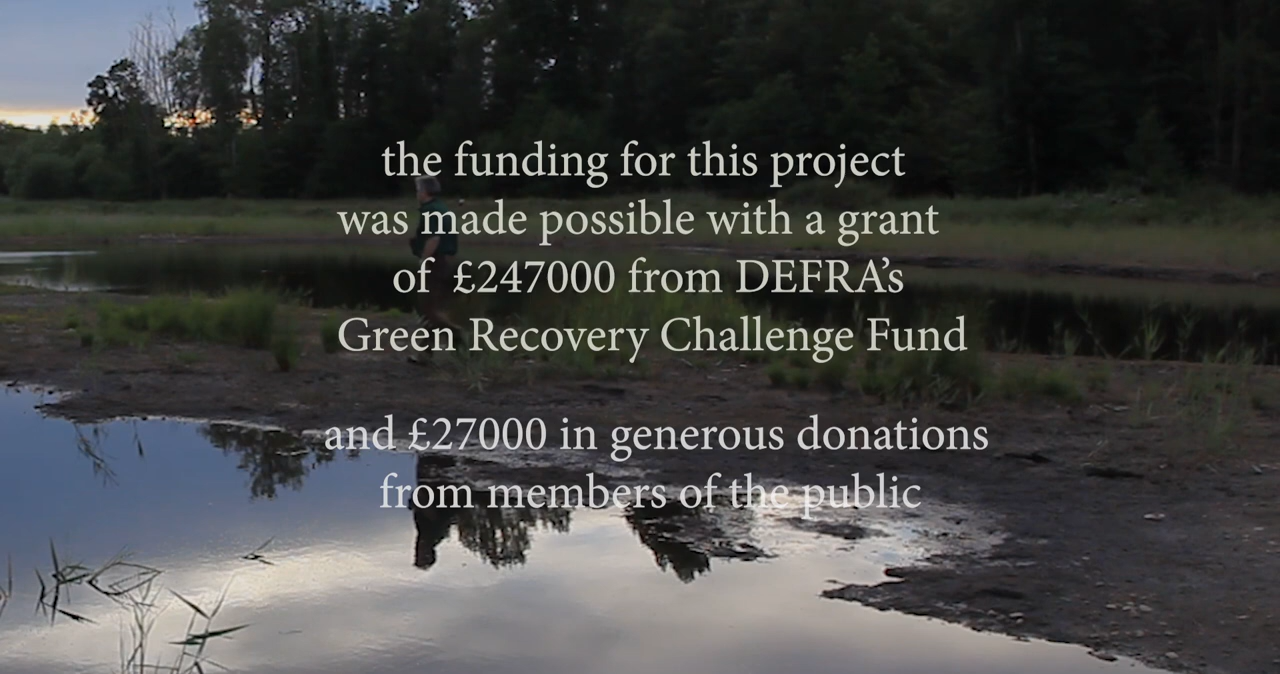 the funding for this project
was made possible with a grant
of £247000 from DEFRA’s
Green Recovery Challenge Fund
and £27000 in generous donations
from members of the public